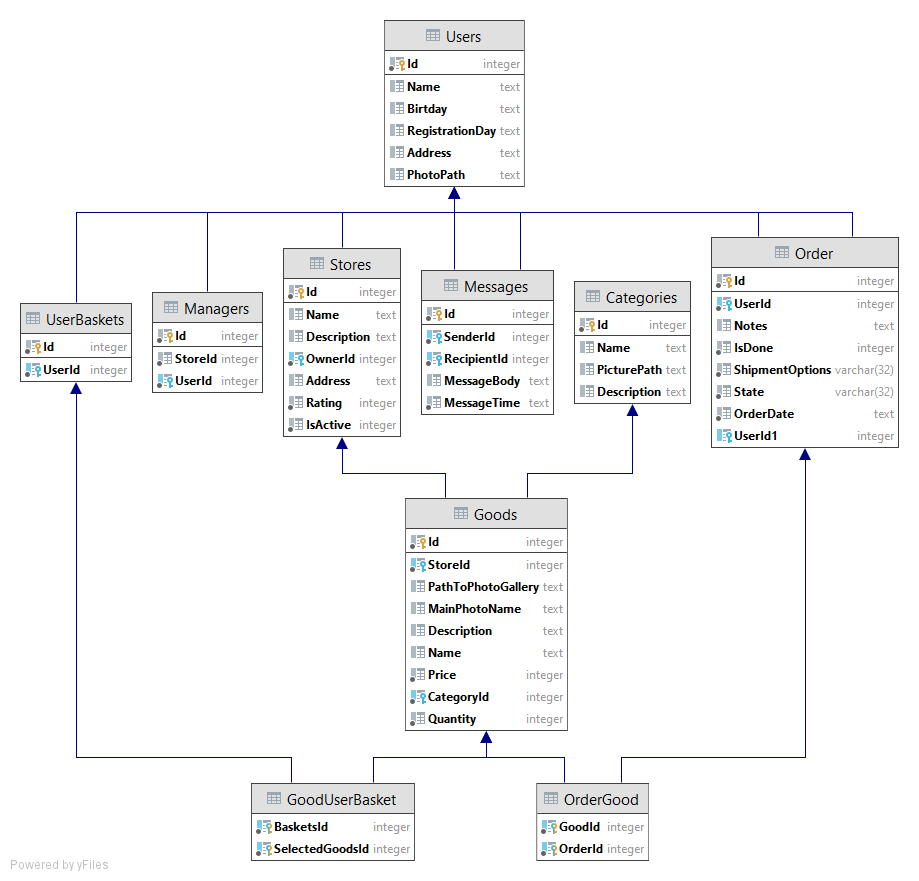 Users
Id integer
Name text
Birtday text
RegistrationDay text
Address text
PhotoPath text
UserBaskets
Id integer
UserId integer
Managers
Id integer
StoreId integer
UserId integer
Stores
Id integer
Name text
Description text
OwnerId integer
Address text
Rating integer
IsActive integer
Messages
Id integer
SenderId integer
RecipientId integer
MessageBody text
MessageTime text
Categories
Id integer
Name text
PicturePath text
Description text
Order
Id integer
UserId integer
Notes text
IsDone integer
ShipmentOptions varchar(32)
State varchar(32)
OrderDate text
UserId1 integer
Goods
Id integer
StoreId integer
PathToPhotoGallery text
MainPhotoName text
Description text
Name text
Price integer
CategoryId integer
Quantity integer
GoodUserBasket
BasketsId integer
SelectedGoodsId integer
OrderGood
GoodId integer
OrderId integer
Powered by yFiles